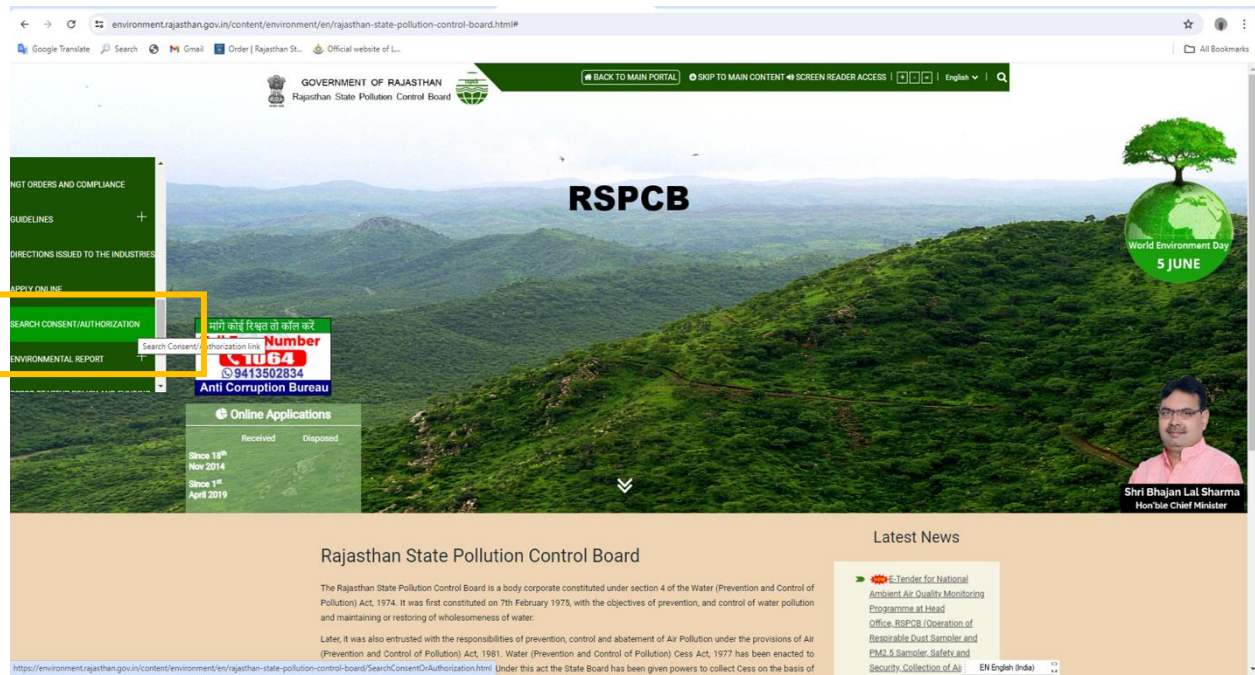 environment.rajasthan.gov.in/content/environment/en/rajasthan-state-pollution-control-board.html#
Google Translate Search Gmail Order | Rajasthan St... Official website of L... All Bookmarks
GOVERNMENT OF RAJASTHAN
Rajasthan State Pollution Control Board
BACK TO MAIN PORTAL SKIP TO MAIN CONTENT SCREEN READER ACCESS | + - = | English | 
RSPCB
World Environment Day
5 JUNE
NGT ORDERS AND COMPLIANCE
GUIDELINES +
DIRECTIONS ISSUED TO THE INDUSTRIES
APPLY ONLINE
SEARCH CONSENT/AUTHORIZATION
Search Consent/Authorization link
ENVIRONMENTAL REPORT +
मांगे कोई रिश्वत तो कॉल करें
Number
1064
9413502834
Anti Corruption Bureau
Online Applications
Received Disposed
Since 18th
Nov 2014
Since 1st
April 2019
Shri Bhajan Lal Sharma
Hon'ble Chief Minister
Rajasthan State Pollution Control Board
The Rajasthan State Pollution Control Board is a body corporate constituted under section 4 of the Water (Prevention and Control of
Pollution) Act, 1974. It was first constituted on 7th February 1975, with the objectives of prevention, and control of water pollution
and maintaining or restoring of wholesomeness of water.
Later, it was also entrusted with the responsibilities of prevention, control and abatement of Air Pollution under the provisions of Air
(Prevention and Control of Pollution) Act, 1981. Water (Prevention and Control of Pollution) Cess Act, 1977 has been enacted to
Under this act the State Board has been given powers to collect Cess on the basis of
Latest News
E-Tender for National
Ambient Air Quality Monitoring
Programme at Head
Office, RSPCB (Operation of
Respirable Dust Sampler and
PM2.5 Sampler, Safety and
Security, Collection of Ai
https://environment.rajasthan.gov.in/content/environment/en/rajasthan-state-pollution-control-board/SearchConsentOrAuthorization.html
EN English (India)